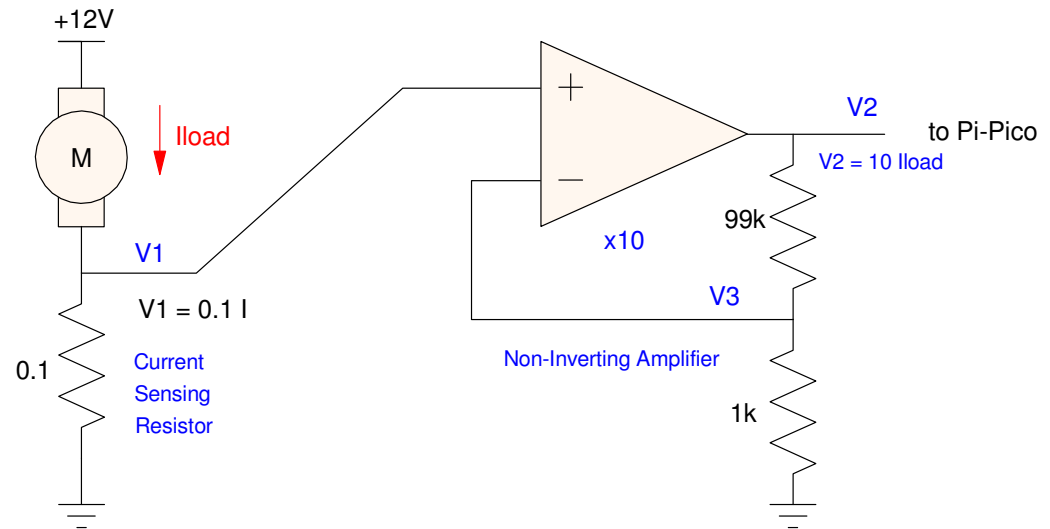 +12V
M
Iload
V1
V1 = 0.1 I
0.1
Current
Sensing
Resistor
+
−
x10
V2
to Pi-Pico
V2 = 10 Iload
99k
V3
Non-Inverting Amplifier
1k